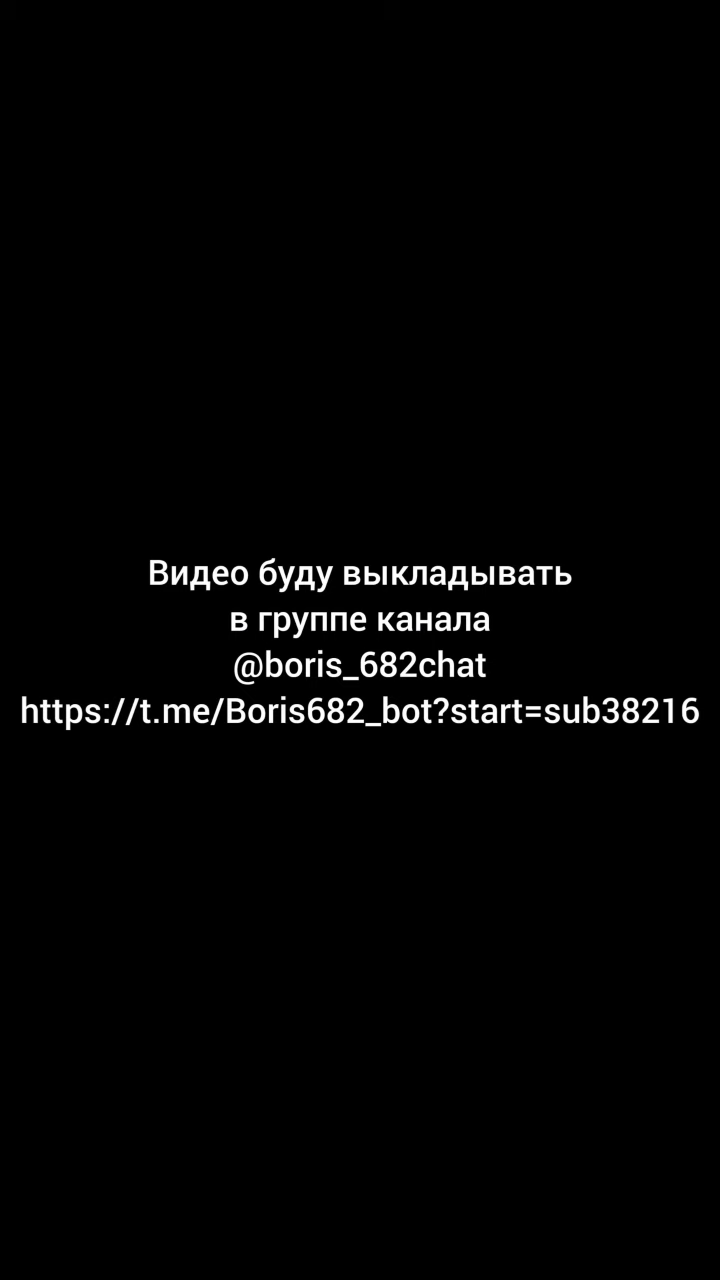 Видео буду выкладывать
в группе канала
@boris_682chat
https://t.me/Boris682_bot?start=sub38216